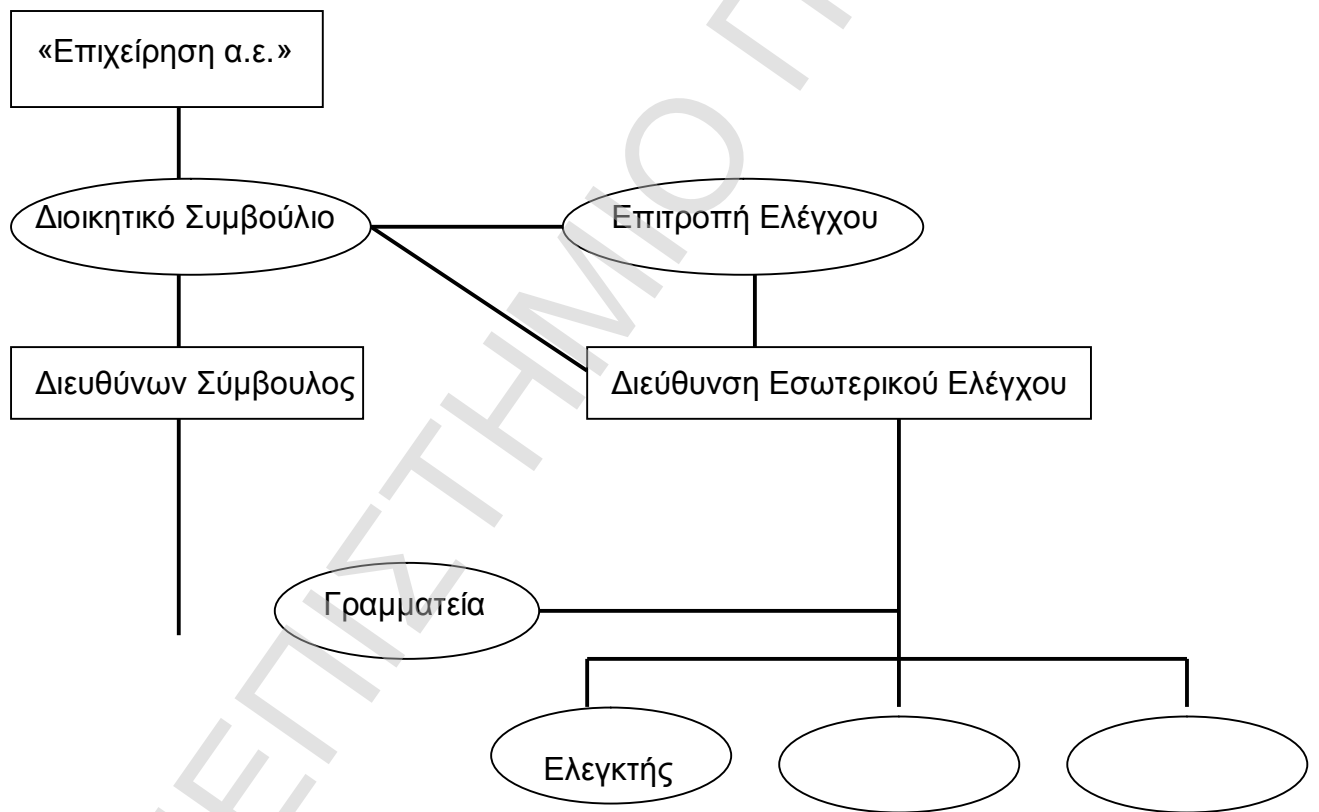 «Επιχείρηση α.ε.»
Διοικητικό Συμβούλιο
Επιτροπή Ελέγχου
Διευθύνων Σύμβουλος
Διεύθυνση Εσωτερικού Ελέγχου
Γραμματεία
Ελεγκτής